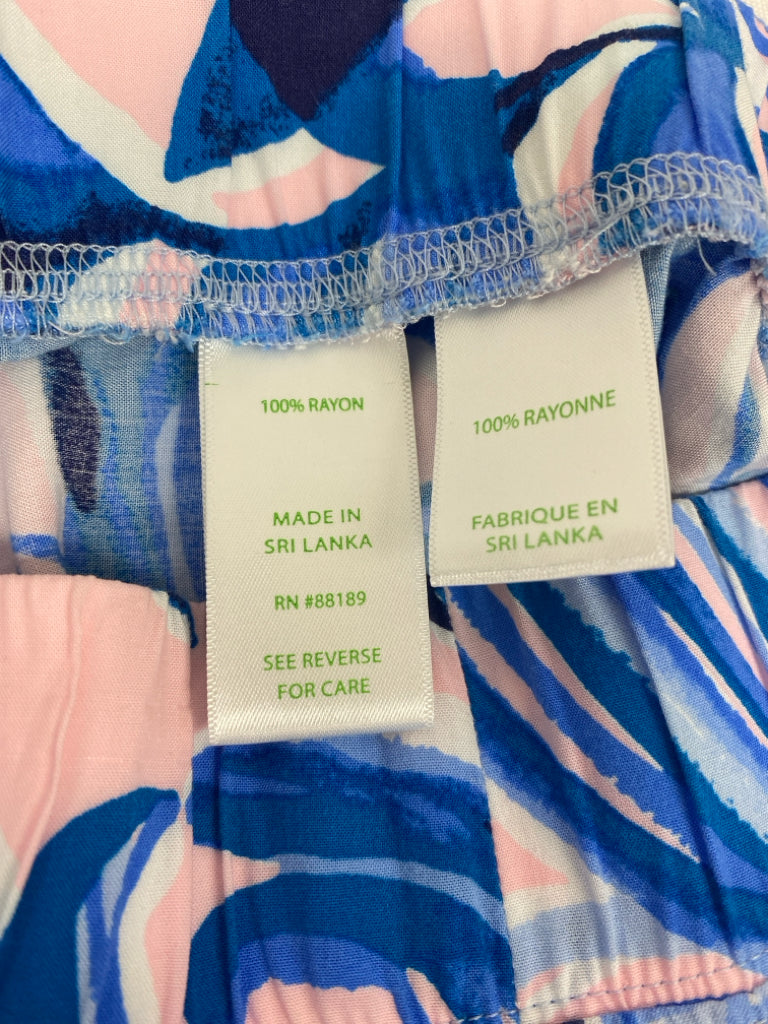 100% RAYON
MADE IN
SRI LANKA
RN #88189
SEE REVERSE
FOR CARE
100% RAYONNE
FABRIQUE EN
SRI LANKA